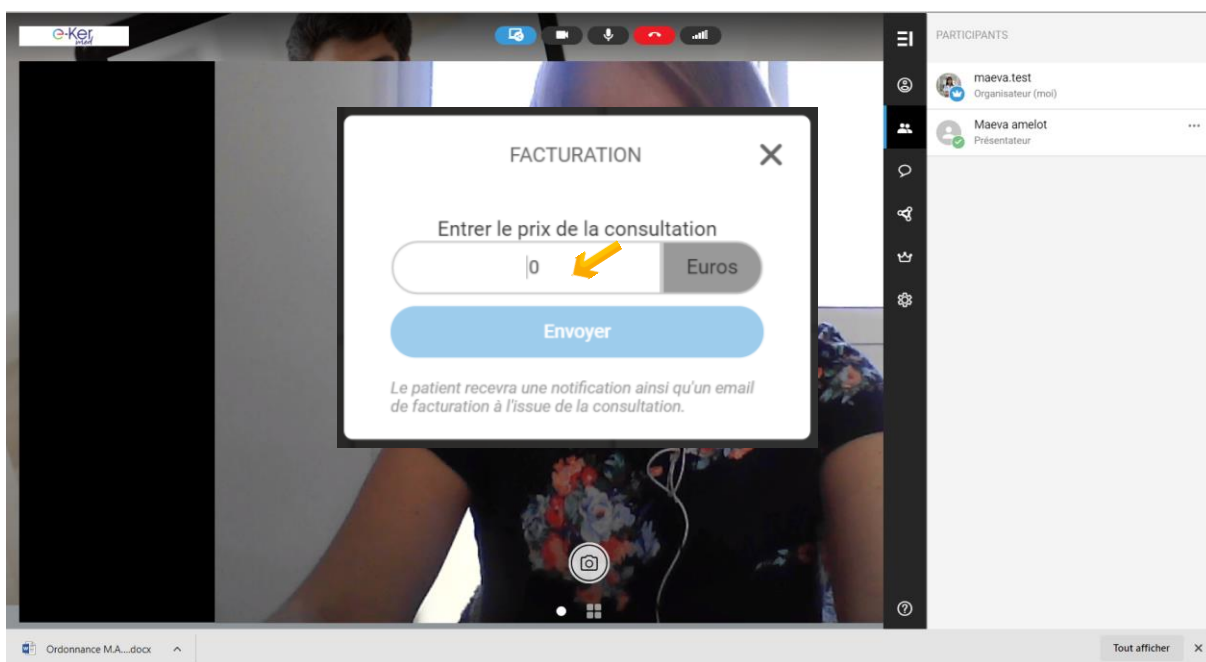 e-Ker
med
PARTICIPANTS
maeva.test
Organisateur (moi)
Maeva amelot
Présentateur
FACTURATION
Entrer le prix de la consultation
0
Euros
Envoyer
Le patient recevra une notification ainsi qu'un email
de facturation à l'issue de la consultation.
Ordonnance M.A....docx
Tout afficher